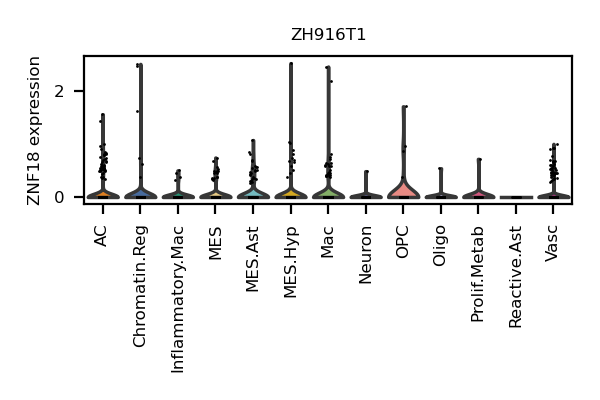 ZH916T1
ZNF18 expression
2
0
AC
Chromatin.Reg
Inflammatory.Mac
MES
MES.Ast
MES.Hyp
Mac
Neuron
OPC
Oligo
Prolif.Metab
Reactive.Ast
Vasc